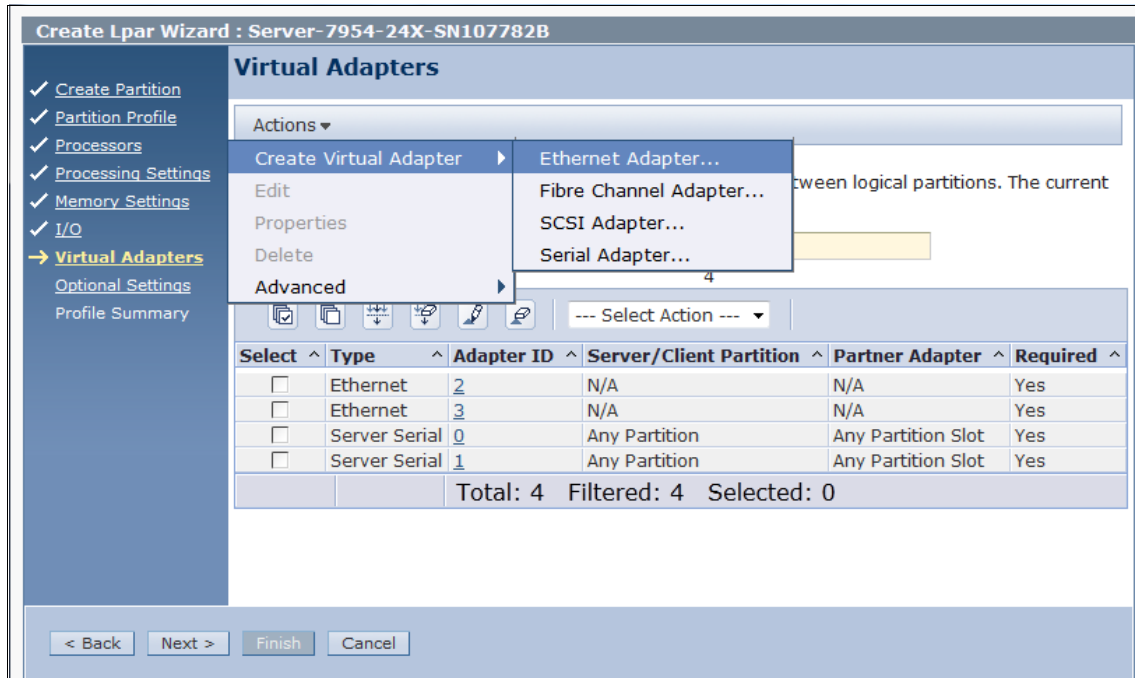 Create Lpar Wizard : Server-7954-24X-SN107782B
Create Partition
Partition Profile
Processors
Processing Settings
Memory Settings
I/O
Virtual Adapters
Optional Settings
Profile Summary
Virtual Adapters
Actions
Create Virtual Adapter
Edit
Properties
Delete
Advanced
Ethernet Adapter...
Fibre Channel Adapter...
SCSI Adapter...
Serial Adapter...
between logical partitions. The current
4
--- Select Action ---
Select Type Adapter ID Server/Client Partition Partner Adapter Required
Ethernet 2 N/A N/A Yes
Ethernet 3 N/A N/A Yes
Server Serial 0 Any Partition Any Partition Slot Yes
Server Serial 1 Any Partition Any Partition Slot Yes
Total: 4 Filtered: 4 Selected: 0
< Back Next > Finish Cancel